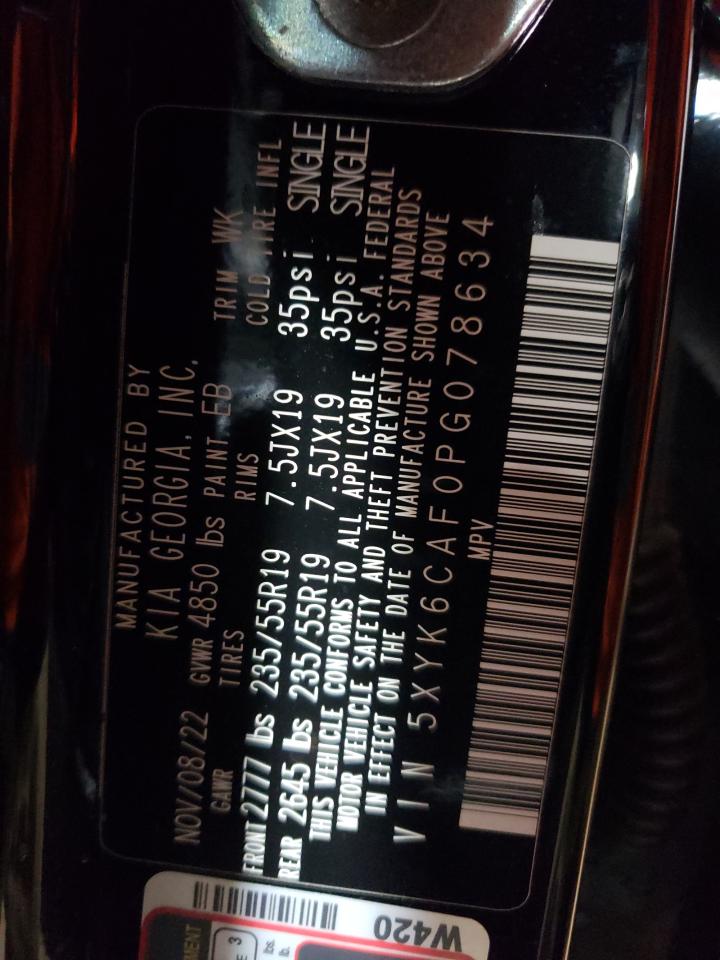 MANUFACTURED BY
KIA GEORGIA, INC.
NOV/08/22 GVWR 4850 lbs PAINT EB TRIM WK
GAWR TIRES RIMS COLD TIRE INFL
FRONT 2777 lbs 235/55R19 7.5JX19 35psi SINGLE
REAR 2645 lbs 235/55R19 7.5JX19 35psi SINGLE
THIS VEHICLE CONFORMS TO ALL APPLICABLE U.S.A. FEDERAL
MOTOR VEHICLE SAFETY AND THEFT PREVENTION STANDARDS
IN EFFECT ON THE DATE OF MANUFACTURE SHOWN ABOVE
VIN 5XYK6CAF0PG078634
MPV
W420
3
lbs
lb.